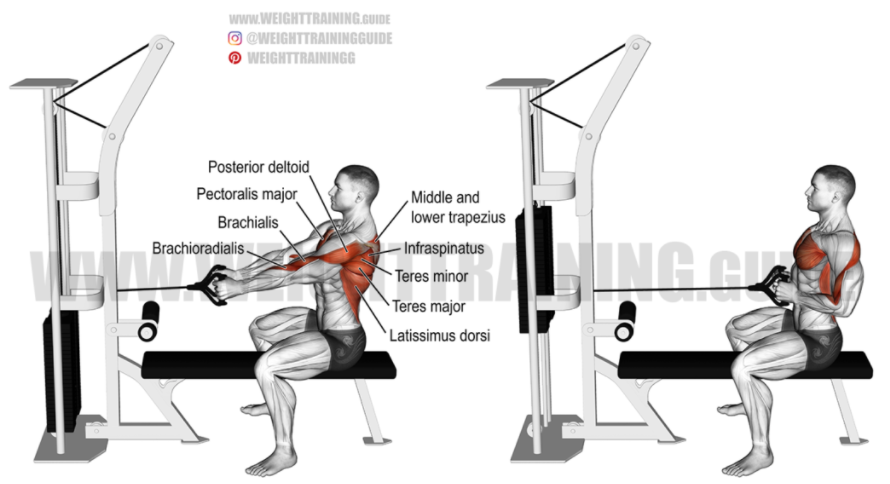 WWW.WEIGHTTRAINING.GUIDE
@WEIGHTTRAININGGUIDE
WEIGHTTRAININGG
Posterior deltoid
Pectoralis major
Brachialis
Brachioradialis
Middle and
lower trapezius
Infraspinatus
Teres minor
Teres major
Latissimus dorsi
WWW.WEIGHTTRAINING.GUIDE